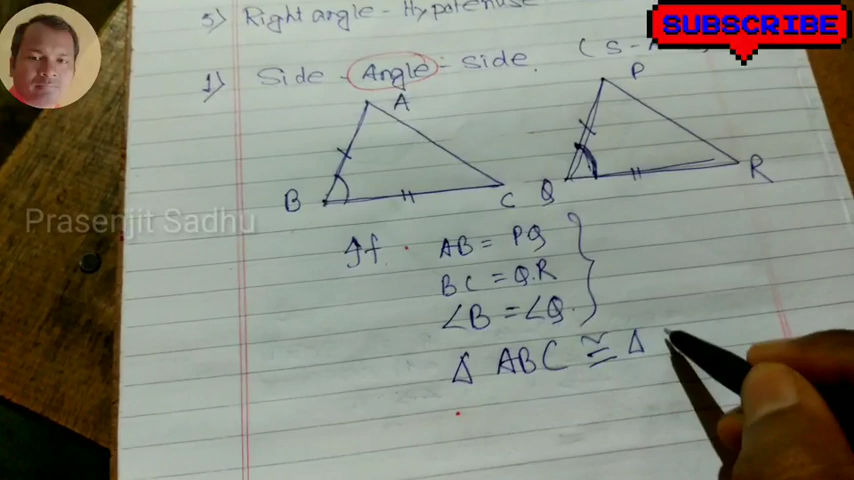 5) Right angle - Hypotenuse
SUBSCRIBE
1) Side - Angle - Side. (S-
A P
B C Q R
Prasenjit Sadhu
If AB = PQ
BC = QR
∠B = ∠Q.
Δ ABC ≅ Δ